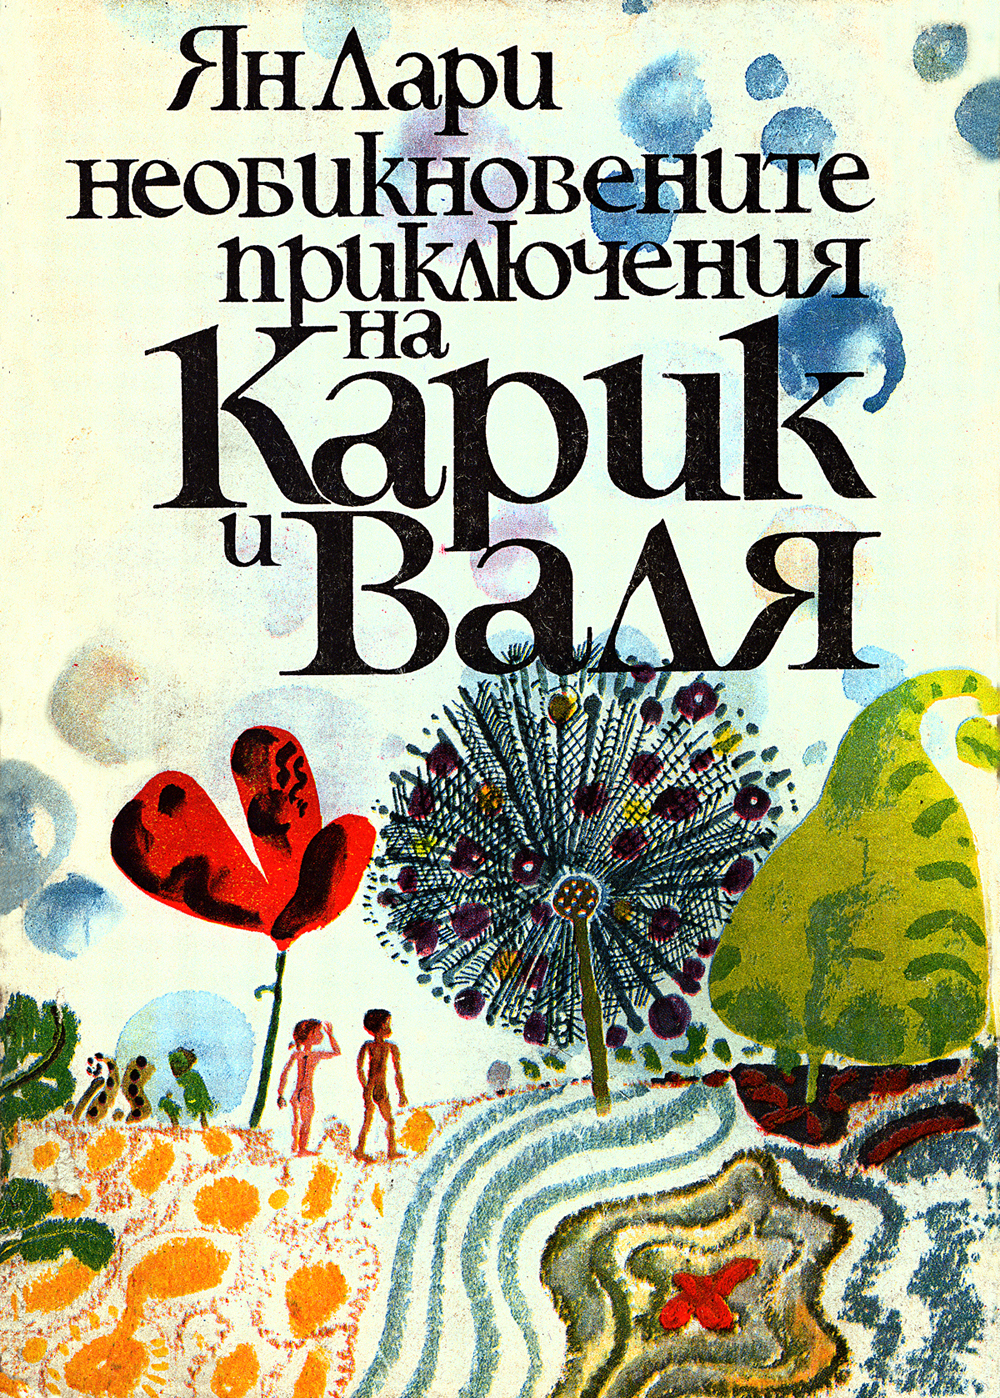 Ян Лари
необикновените
приключения
на
Карик
и
Валя